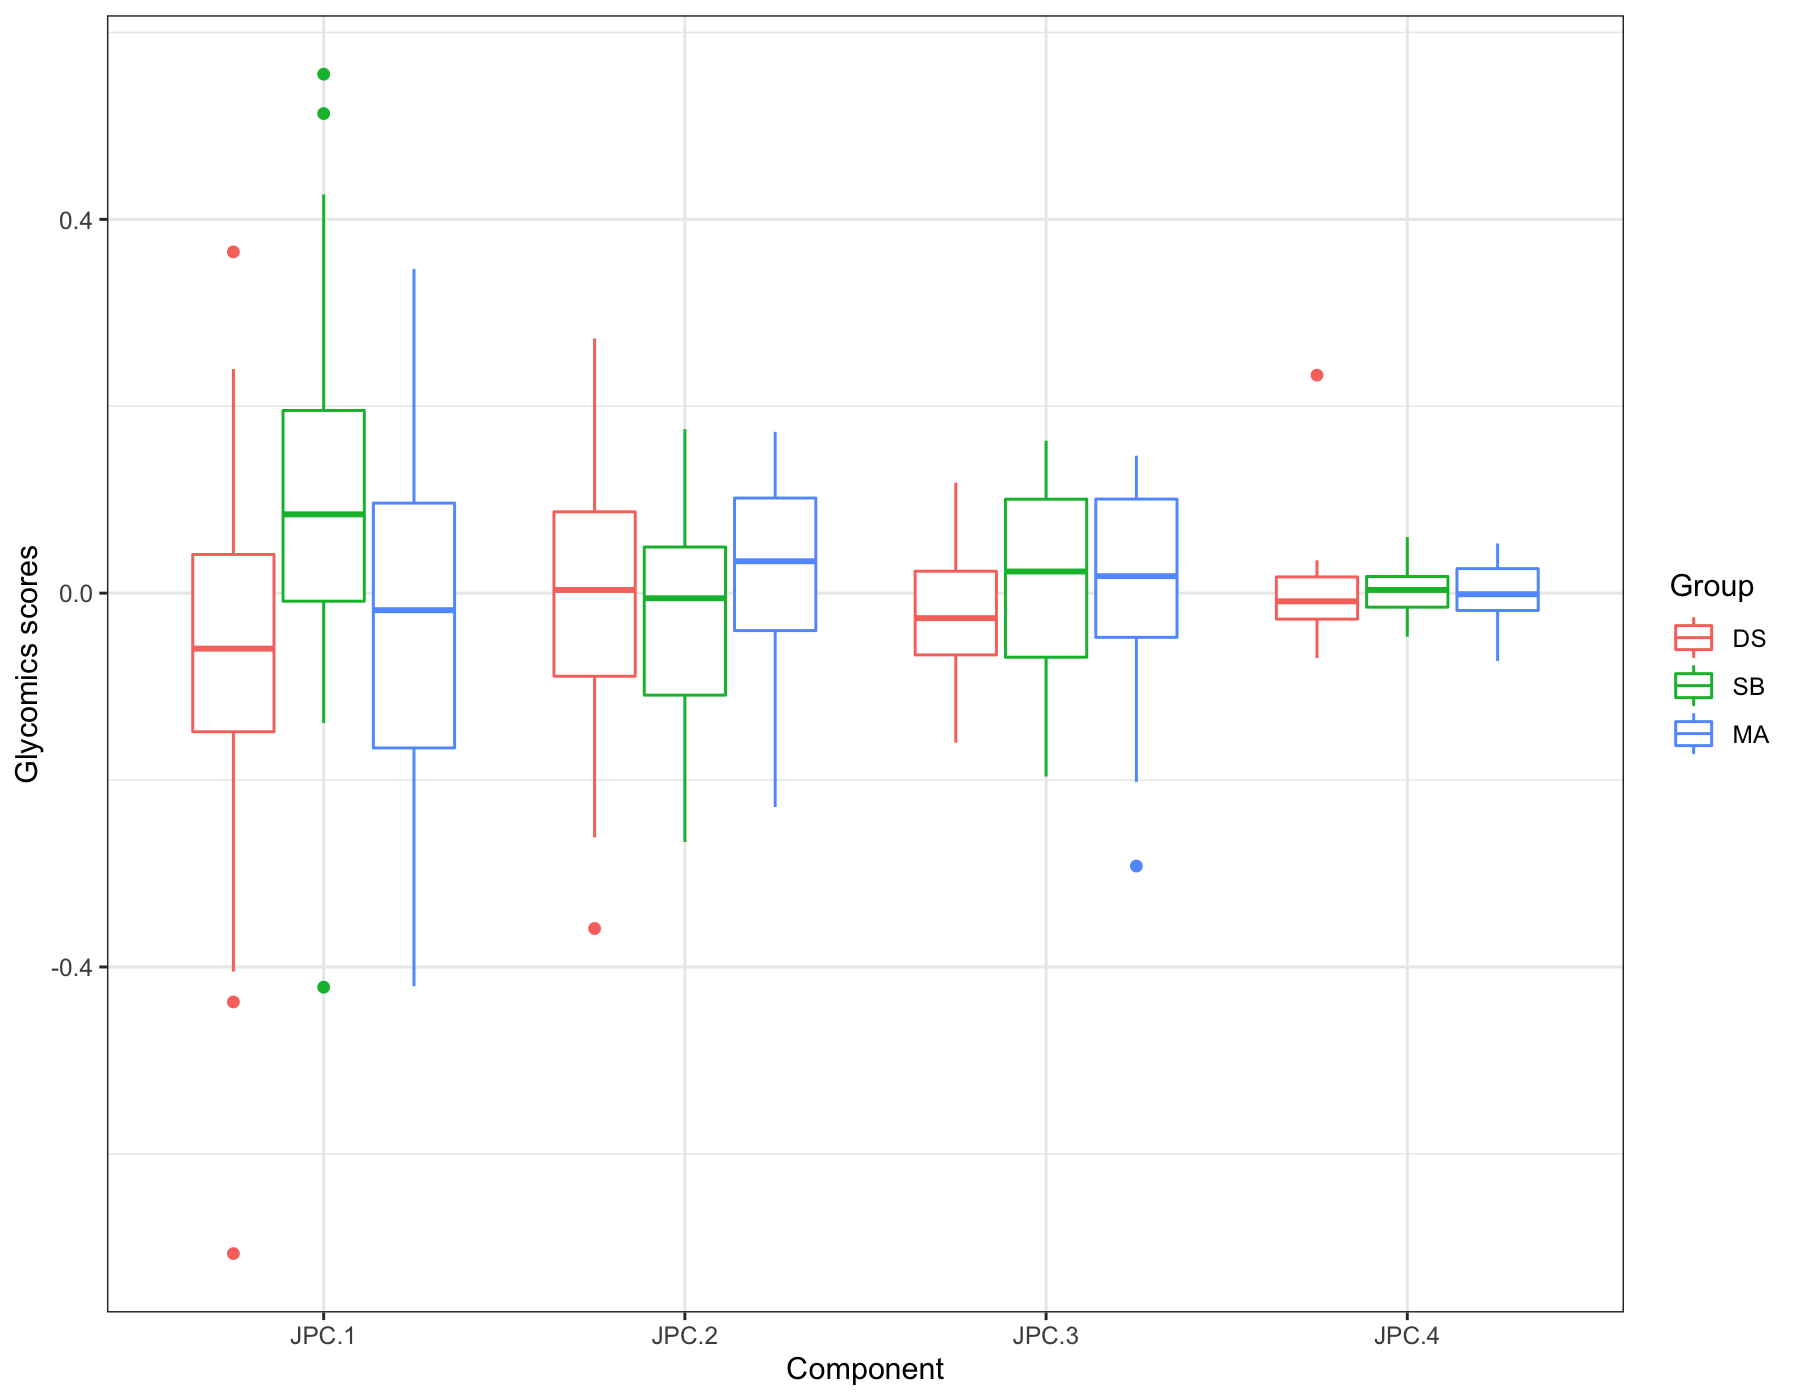 Glycomics scores
0.4
0.0
-0.4
JPC.1
JPC.2
JPC.3
JPC.4
Component
Group
DS
SB
MA